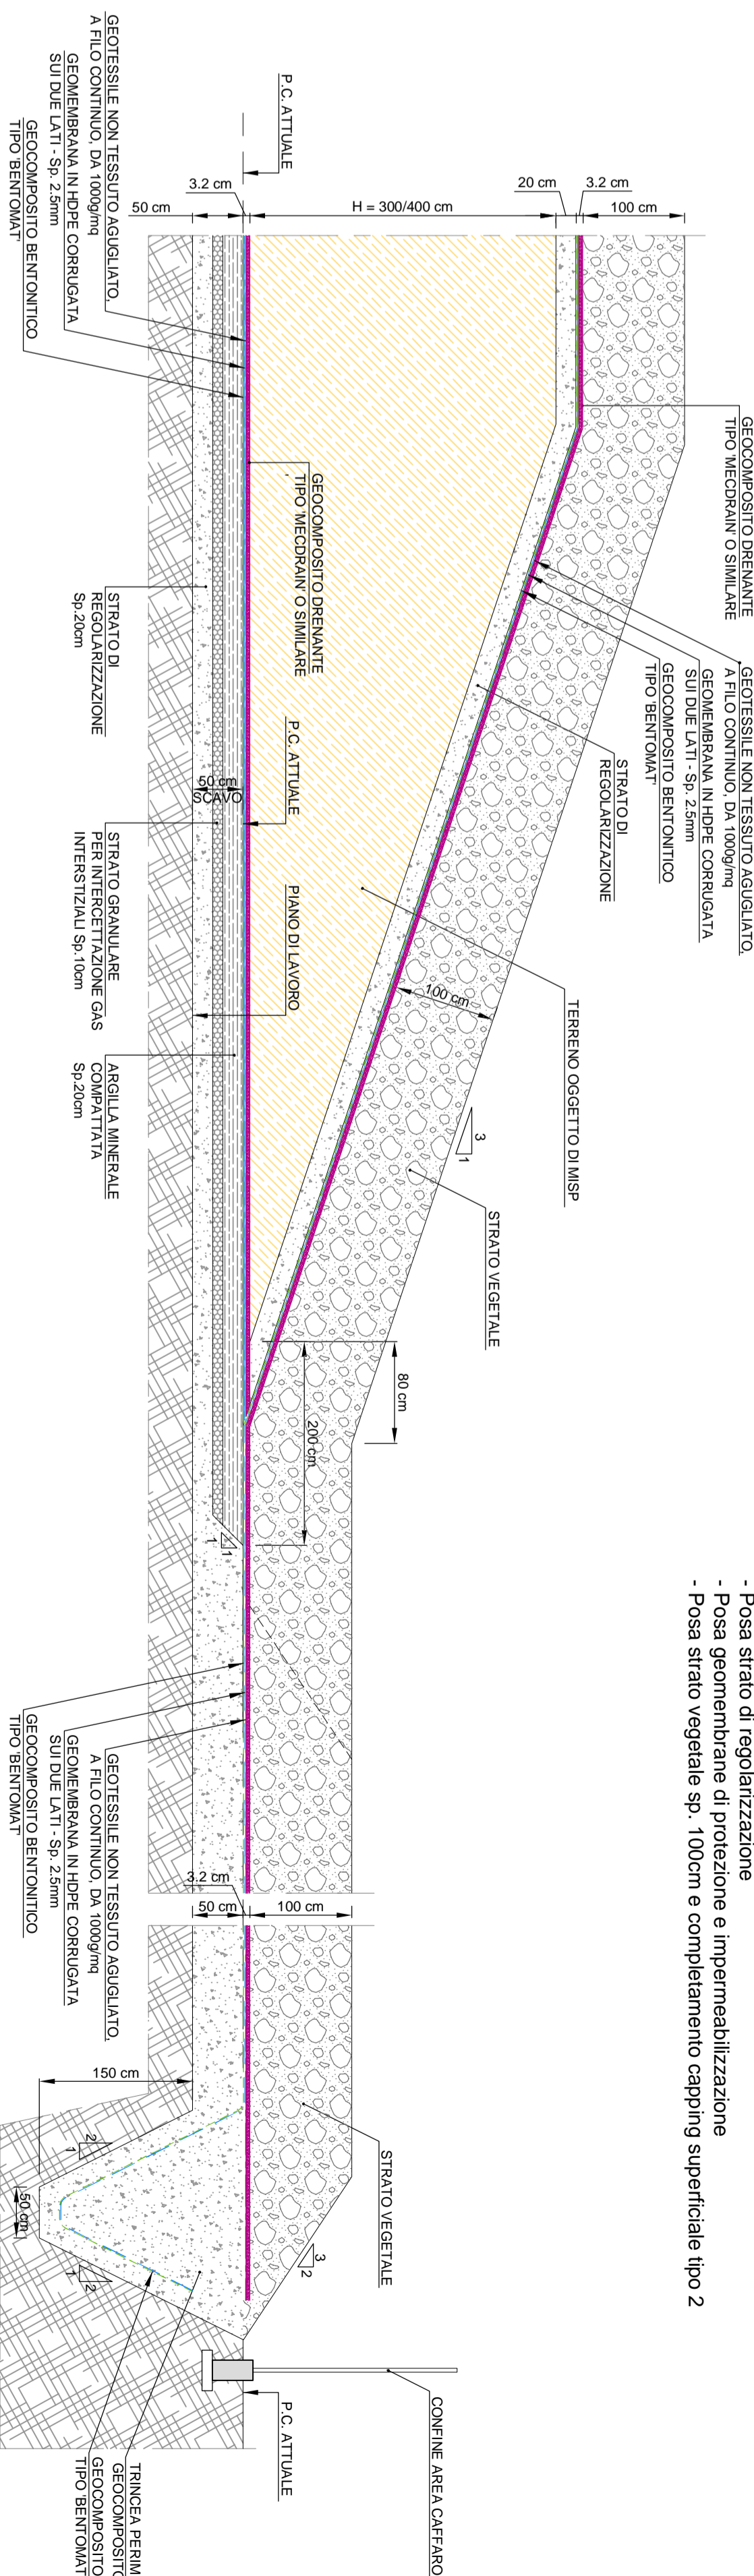 - Posa strato di regolarizzazione
- Posa geomembrane di protezione e impermeabilizzazione
- Posa strato vegetale sp. 100cm e completamento capping superficiale tipo 2
GEOCOMPOSITO DRENANTE
TIPO 'MECDRAIN' O SIMILARE
GEOTESSILE NON TESSUTO AGUGLIATO,
A FILO CONTINUO, DA 1000g/mq
GEOMEMBRANA IN HDPE CORRUGATA
SUI DUE LATI - Sp. 2.5mm
GEOCOMPOSITO BENTONITICO
TIPO 'BENTOMAT'
STRATO DI
REGOLARIZZAZIONE
TERRENO OGGETTO DI MISP
STRATO VEGETALE
3
1
100 cm
3.2 cm
20 cm
H = 300/400 cm
3.2 cm
50 cm
100 cm
80 cm
200 cm
P.C. ATTUALE
GEOTESSILE NON TESSUTO AGUGLIATO,
A FILO CONTINUO, DA 1000g/mq
GEOMEMBRANA IN HDPE CORRUGATA
SUI DUE LATI - Sp. 2.5mm
GEOCOMPOSITO BENTONITICO
TIPO 'BENTOMAT'
GEOCOMPOSITO DRENANTE
TIPO 'MECDRAIN' O SIMILARE
'
P.C. ATTUALE
PIANO DI LAVORO
50 cm
SCAVO
STRATO DI
REGOLARIZZAZIONE
Sp.20cm
STRATO GRANULARE
PER INTERCETTAZIONE GAS
INTERSTIZIALI Sp.10cm
ARGILLA MINERALE
COMPATTATA
Sp.20cm
1
1
GEOTESSILE NON TESSUTO AGUGLIATO,
A FILO CONTINUO, DA 1000g/mq
GEOMEMBRANA IN HDPE CORRUGATA
SUI DUE LATI - Sp. 2.5mm
GEOCOMPOSITO BENTONITICO
TIPO 'BENTOMAT'
3.2 cm
50 cm
100 cm
STRATO VEGETALE
3
2
150 cm
2
1
50 cm
2
1
CONFINE AREA CAFFARO
P.C. ATTUALE
TRINCEA PERIM
GEOCOMPOSITO
GEOCOMPOSITO
TIPO 'BENTOMAT